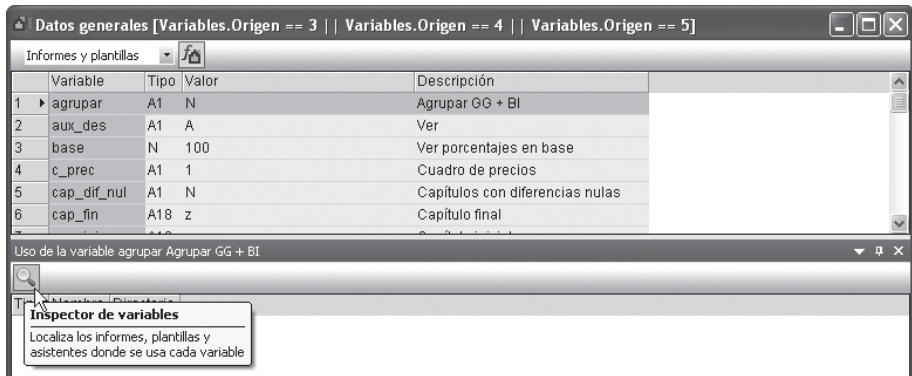 Datos generales [Variables.Origen == 3 || Variables.Origen == 4 || Variables.Origen == 5]
Informes y plantillas
Variable Tipo Valor Descripción
1 agrupar A1 N Agrupar GG + BI
2 aux_des A1 A Ver
3 base N 100 Ver porcentajes en base
4 c_prec A1 1 Cuadro de precios
5 cap_dif_nul A1 N Capítulos con diferencias nulas
6 cap_fin A18 z Capítulo final
Uso de la variable agrupar Agrupar GG + BI
Inspector de variables
Localiza los informes, plantillas y
asistentes donde se usa cada variable